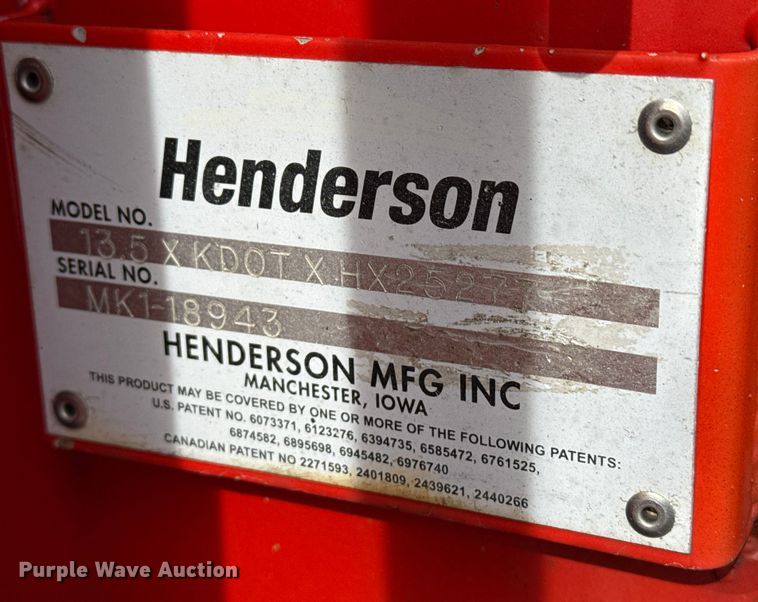 Henderson
MODEL NO.
13.5 X KDOT X HX25277
SERIAL NO.
MK1-18943
HENDERSON MFG INC
MANCHESTER, IOWA
THIS PRODUCT MAY BE COVERED BY ONE OR MORE OF THE FOLLOWING PATENTS:
U.S. PATENT NO. 6073371, 6123276, 6394735, 6585472, 6761525,
6874582, 6895698, 6945482, 6976740
CANADIAN PATENT NO 2271593, 2401809, 2439621, 2440266
Purple Wave Auction